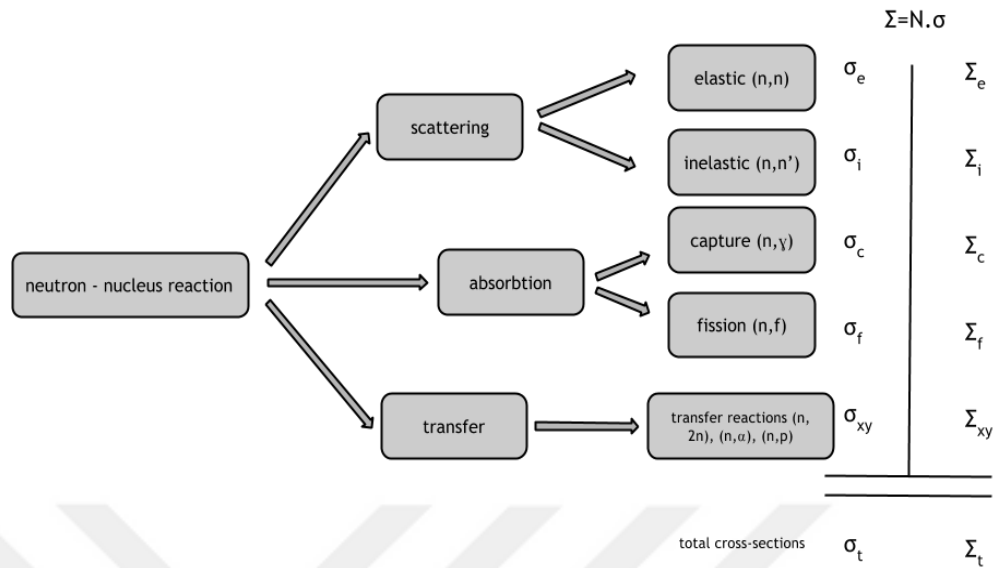 Σ=N.σ
elastic (n,n)
σe
Σe
scattering
inelastic (n,n’)
σi
Σi
capture (n,γ)
σc
Σc
neutron - nucleus reaction
absorbtion
fission (n,f)
σf
Σf
transfer
transfer reactions (n,
2n), (n,α), (n,p)
σxy
Σxy
total cross-sections
σt
Σt